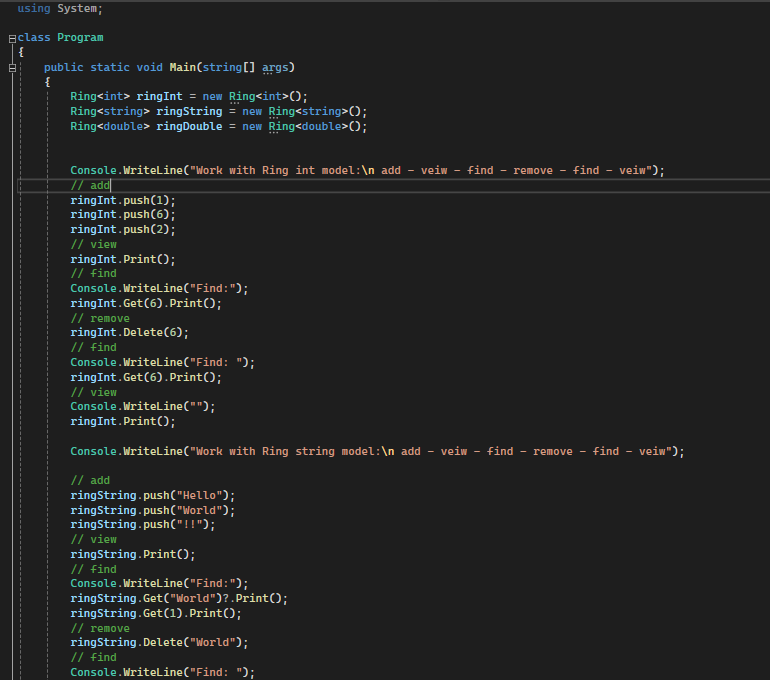 using System;
class Program
{
public static void Main(string[] args)
{
Ring<int> ringInt = new Ring<int>();
Ring<string> ringString = new Ring<string>();
Ring<double> ringDouble = new Ring<double>();
Console.WriteLine("Work with Ring int model:\n add - veiw - find - remove - find - veiw");
// add
ringInt.push(1);
ringInt.push(6);
ringInt.push(2);
// view
ringInt.Print();
// find
Console.WriteLine("Find:");
ringInt.Get(6).Print();
// remove
ringInt.Delete(6);
// find
Console.WriteLine("Find: ");
ringInt.Get(6).Print();
// view
Console.WriteLine("");
ringInt.Print();
Console.WriteLine("Work with Ring string model:\n add - veiw - find - remove - find - veiw");
// add
ringString.push("Hello");
ringString.push("World");
ringString.push("!!");
// view
ringString.Print();
// find
Console.WriteLine("Find:");
ringString.Get("World")?.Print();
ringString.Get(1).Print();
// remove
ringString.Delete("World");
// find
Console.WriteLine("Find: ");